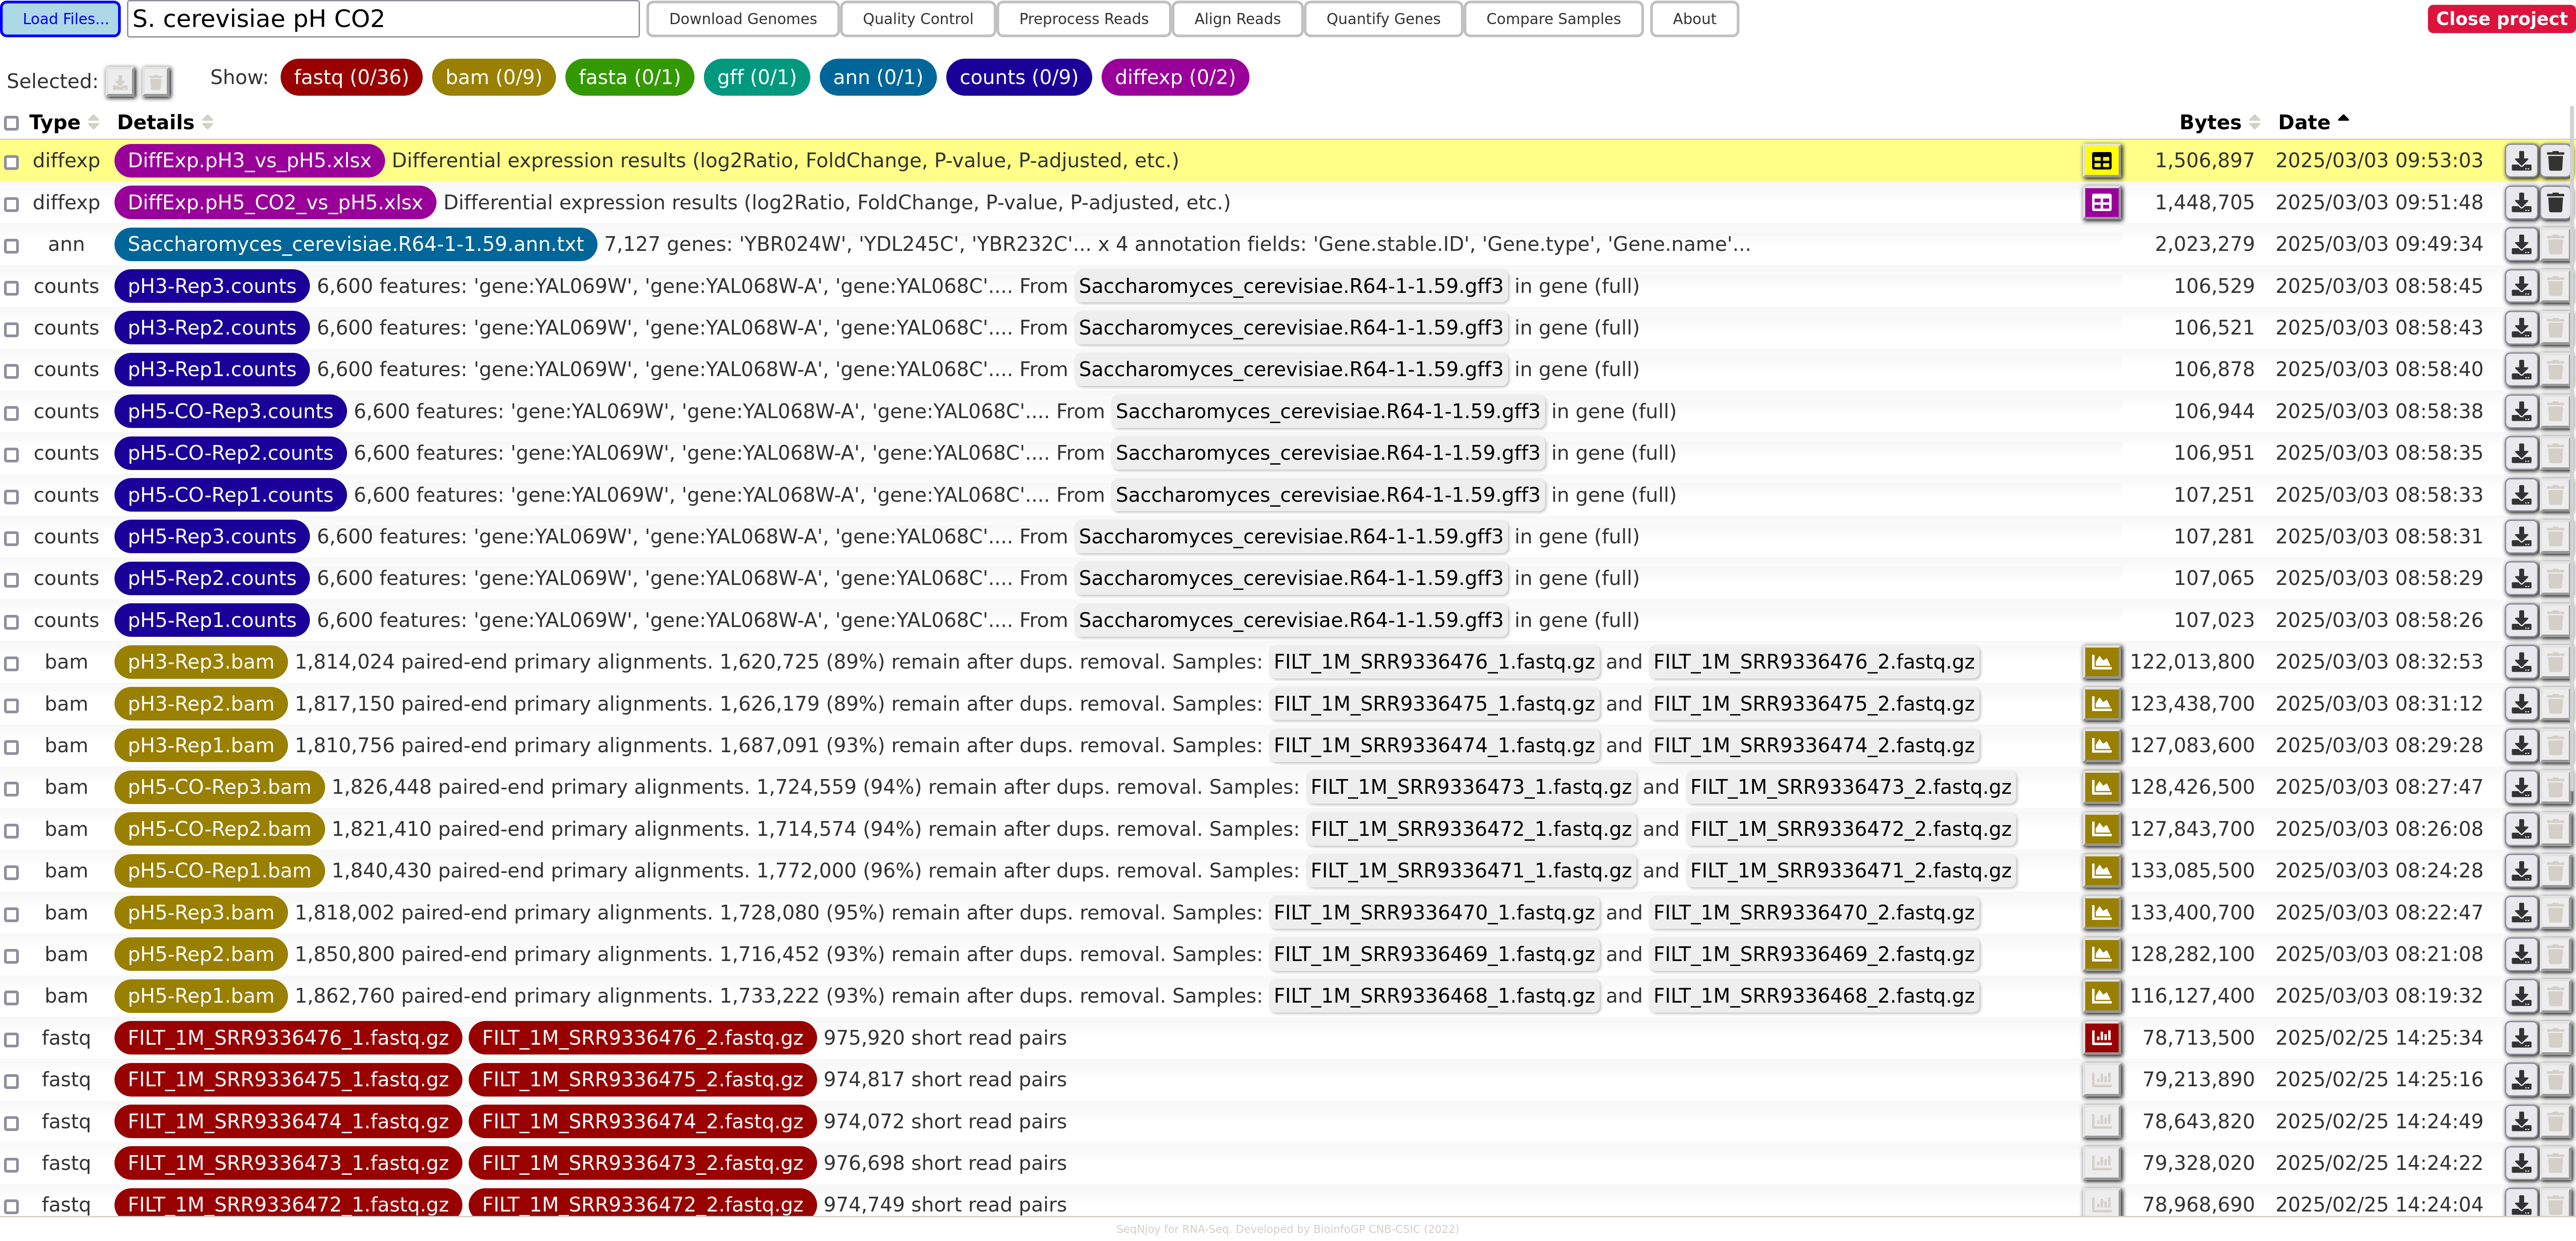 Load Files... S. cerevisiae pH CO2 Download Genomes Quality Control Preprocess Reads Align Reads Quantify Genes Compare Samples About Close project
Selected: Show: fastq (0/36) bam (0/9) fasta (0/1) gff (0/1) ann (0/1) counts (0/9) diffexp (0/2)
Type Details Bytes Date
diffexp DiffExp.pH3_vs_pH5.xlsx Differential expression results (log2Ratio, FoldChange, P-value, P-adjusted, etc.) 1,506,897 2025/03/03 09:53:03
diffexp DiffExp.pH5_CO2_vs_pH5.xlsx Differential expression results (log2Ratio, FoldChange, P-value, P-adjusted, etc.) 1,448,705 2025/03/03 09:51:48
ann Saccharomyces_cerevisiae.R64-1-1.59.ann.txt 7,127 genes: 'YBR024W', 'YDL245C', 'YBR232C'... x 4 annotation fields: 'Gene.stable.ID', 'Gene.type', 'Gene.name'... 2,023,279 2025/03/03 09:49:34
counts pH3-Rep3.counts 6,600 features: 'gene:YAL069W', 'gene:YAL068W-A', 'gene:YAL068C'.... From Saccharomyces_cerevisiae.R64-1-1.59.gff3 in gene (full) 106,529 2025/03/03 08:58:45
counts pH3-Rep2.counts 6,600 features: 'gene:YAL069W', 'gene:YAL068W-A', 'gene:YAL068C'.... From Saccharomyces_cerevisiae.R64-1-1.59.gff3 in gene (full) 106,521 2025/03/03 08:58:43
counts pH3-Rep1.counts 6,600 features: 'gene:YAL069W', 'gene:YAL068W-A', 'gene:YAL068C'.... From Saccharomyces_cerevisiae.R64-1-1.59.gff3 in gene (full) 106,878 2025/03/03 08:58:40
counts pH5-CO-Rep3.counts 6,600 features: 'gene:YAL069W', 'gene:YAL068W-A', 'gene:YAL068C'.... From Saccharomyces_cerevisiae.R64-1-1.59.gff3 in gene (full) 106,944 2025/03/03 08:58:38
counts pH5-CO-Rep2.counts 6,600 features: 'gene:YAL069W', 'gene:YAL068W-A', 'gene:YAL068C'.... From Saccharomyces_cerevisiae.R64-1-1.59.gff3 in gene (full) 106,951 2025/03/03 08:58:35
counts pH5-CO-Rep1.counts 6,600 features: 'gene:YAL069W', 'gene:YAL068W-A', 'gene:YAL068C'.... From Saccharomyces_cerevisiae.R64-1-1.59.gff3 in gene (full) 107,251 2025/03/03 08:58:33
counts pH5-Rep3.counts 6,600 features: 'gene:YAL069W', 'gene:YAL068W-A', 'gene:YAL068C'.... From Saccharomyces_cerevisiae.R64-1-1.59.gff3 in gene (full) 107,281 2025/03/03 08:58:31
counts pH5-Rep2.counts 6,600 features: 'gene:YAL069W', 'gene:YAL068W-A', 'gene:YAL068C'.... From Saccharomyces_cerevisiae.R64-1-1.59.gff3 in gene (full) 107,065 2025/03/03 08:58:29
counts pH5-Rep1.counts 6,600 features: 'gene:YAL069W', 'gene:YAL068W-A', 'gene:YAL068C'.... From Saccharomyces_cerevisiae.R64-1-1.59.gff3 in gene (full) 107,023 2025/03/03 08:58:26
bam pH3-Rep3.bam 1,814,024 paired-end primary alignments. 1,620,725 (89%) remain after dups. removal. Samples: FILT_1M_SRR9336476_1.fastq.gz and FILT_1M_SRR9336476_2.fastq.gz 122,013,800 2025/03/03 08:32:53
bam pH3-Rep2.bam 1,817,150 paired-end primary alignments. 1,626,179 (89%) remain after dups. removal. Samples: FILT_1M_SRR9336475_1.fastq.gz and FILT_1M_SRR9336475_2.fastq.gz 123,438,700 2025/03/03 08:31:12
bam pH3-Rep1.bam 1,810,756 paired-end primary alignments. 1,687,091 (93%) remain after dups. removal. Samples: FILT_1M_SRR9336474_1.fastq.gz and FILT_1M_SRR9336474_2.fastq.gz 127,083,600 2025/03/03 08:29:28
bam pH5-CO-Rep3.bam 1,826,448 paired-end primary alignments. 1,724,559 (94%) remain after dups. removal. Samples: FILT_1M_SRR9336473_1.fastq.gz and FILT_1M_SRR9336473_2.fastq.gz 128,426,500 2025/03/03 08:27:47
bam pH5-CO-Rep2.bam 1,821,410 paired-end primary alignments. 1,714,574 (94%) remain after dups. removal. Samples: FILT_1M_SRR9336472_1.fastq.gz and FILT_1M_SRR9336472_2.fastq.gz 127,843,700 2025/03/03 08:26:08
bam pH5-CO-Rep1.bam 1,840,430 paired-end primary alignments. 1,772,000 (96%) remain after dups. removal. Samples: FILT_1M_SRR9336471_1.fastq.gz and FILT_1M_SRR9336471_2.fastq.gz 133,085,500 2025/03/03 08:24:28
bam pH5-Rep3.bam 1,818,002 paired-end primary alignments. 1,728,080 (95%) remain after dups. removal. Samples: FILT_1M_SRR9336470_1.fastq.gz and FILT_1M_SRR9336470_2.fastq.gz 133,400,700 2025/03/03 08:22:47
bam pH5-Rep2.bam 1,850,800 paired-end primary alignments. 1,716,452 (93%) remain after dups. removal. Samples: FILT_1M_SRR9336469_1.fastq.gz and FILT_1M_SRR9336469_2.fastq.gz 128,282,100 2025/03/03 08:21:08
bam pH5-Rep1.bam 1,862,760 paired-end primary alignments. 1,733,222 (93%) remain after dups. removal. Samples: FILT_1M_SRR9336468_1.fastq.gz and FILT_1M_SRR9336468_2.fastq.gz 116,127,400 2025/03/03 08:19:32
fastq FILT_1M_SRR9336476_1.fastq.gz FILT_1M_SRR9336476_2.fastq.gz 975,920 short read pairs 78,713,500 2025/02/25 14:25:34
fastq FILT_1M_SRR9336475_1.fastq.gz FILT_1M_SRR9336475_2.fastq.gz 974,817 short read pairs 79,213,890 2025/02/25 14:25:16
fastq FILT_1M_SRR9336474_1.fastq.gz FILT_1M_SRR9336474_2.fastq.gz 974,072 short read pairs 78,643,820 2025/02/25 14:24:49
fastq FILT_1M_SRR9336473_1.fastq.gz FILT_1M_SRR9336473_2.fastq.gz 976,698 short read pairs 79,328,020 2025/02/25 14:24:22
fastq FILT_1M_SRR9336472_1.fastq.gz FILT_1M_SRR9336472_2.fastq.gz 974,749 short read pairs 78,968,690 2025/02/25 14:24:04
SeqNjoy for RNA-Seq. Developed by BioinfoGP CNB-CSIC (2022)